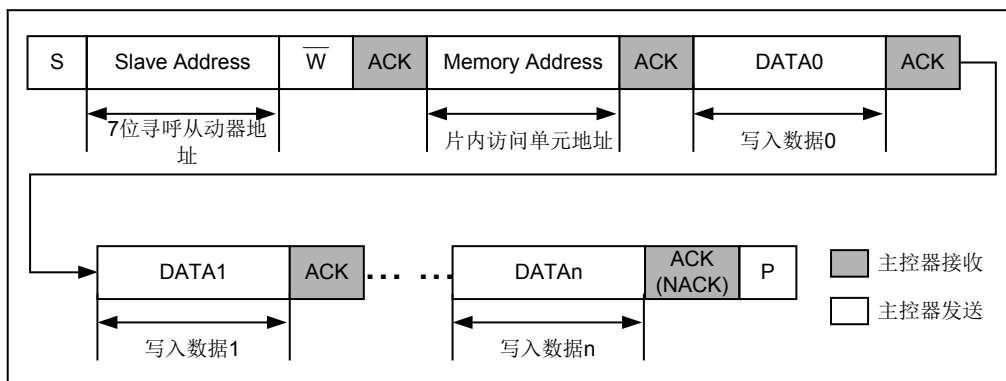 S Slave Address W ACK Memory Address ACK DATA0 ACK
7位寻呼从动器地
址
片内访问单元地址
写入数据0
DATA1 ACK ... ... DATAn ACK
(NACK) P
主控器接收
主控器发送
写入数据1
写入数据n